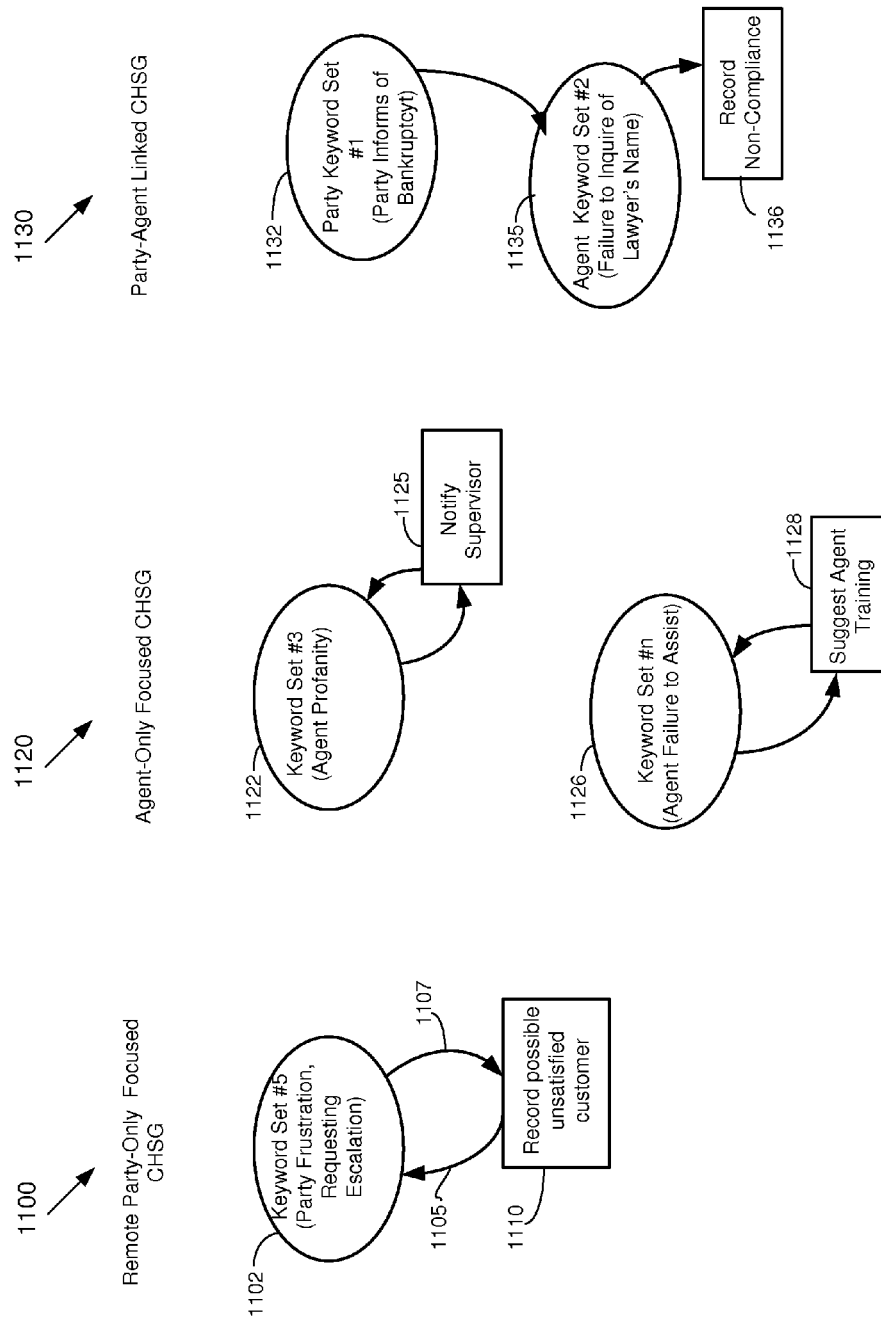 1100
Remote Party-Only Focused
CHSG
1102
Keyword Set #5
(Party Frustration,
Requesting
Escalation)
1105
1107
Record possible
unsatisfied
customer
1110
1120
Agent-Only Focused CHSG
1122
Keyword Set #3
(Agent Profanity)
1125
Notify
Supervisor
1126
Keyword Set #n
(Agent Failure to Assist)
1128
Suggest Agent
Training
1130
Party-Agent Linked CHSG
1132
Party Keyword Set
#1
(Party Informs of
Bankruptcyt)
1135
Agent Keyword Set #2
(Failure to Inquire of
Lawyer's Name)
Record
Non-Compliance
1136